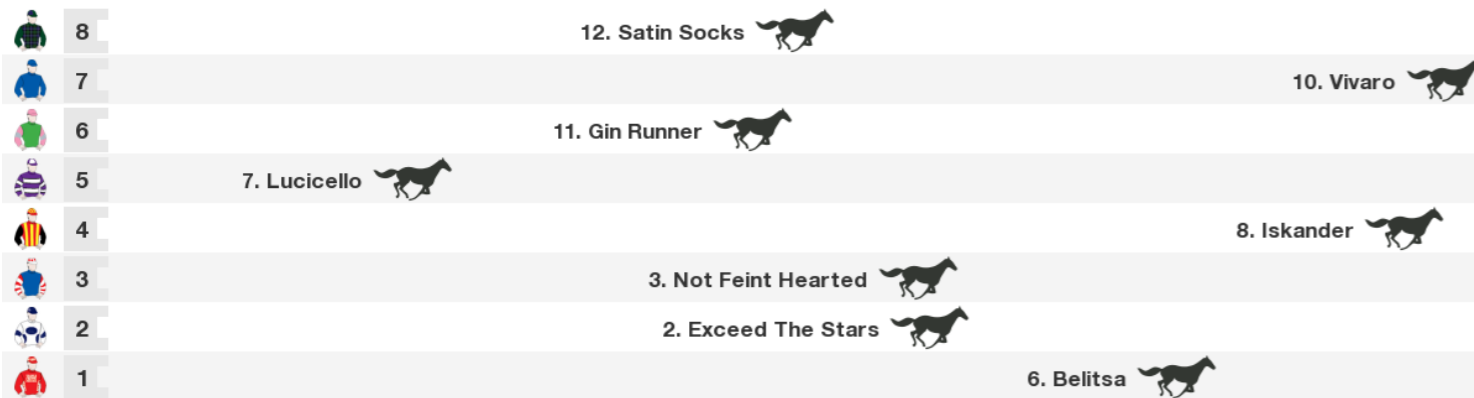 8 12. Satin Socks
7 10. Vivaro
6 11. Gin Runner
5 7. Lucicello
4 8. Iskander
3 3. Not Feint Hearted
2 2. Exceed The Stars
1 6. Belitsa